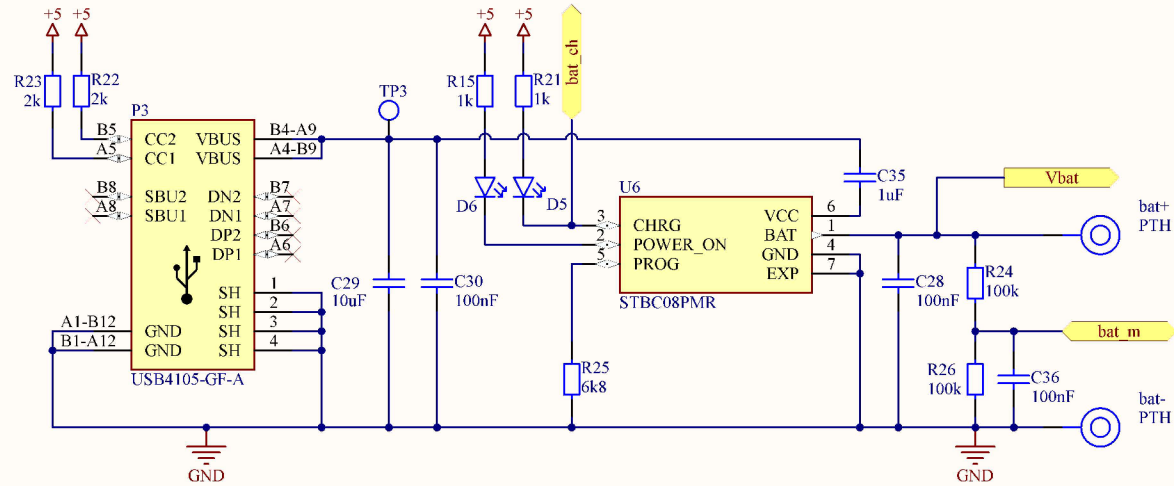 +5
+5
+5
+5
bat_ch
R23
2k
R22
2k
R15
1k
R21
1k
P3
TP3
B5
CC2
VBUS
B4-A9
A5
CC1
VBUS
A4-B9
B8
SBU2
DN2
B7
A8
SBU1
DN1
A7
DP2
B6
DP1
A6
SH
1
SH
2
A1-B12
GND
SH
3
B1-A12
GND
SH
4
USB4105-GF-A
GND
C29
10uF
C30
100nF
D6
D5
U6
3
CHRG
2
POWER_ON
5
PROG
VCC
6
BAT
1
GND
4
EXP
7
STBC08PMR
R25
6k8
C35
1uF
Vbat
bat+
PTH
C28
100nF
R24
100k
bat_m
R26
100k
C36
100nF
bat-
PTH
GND